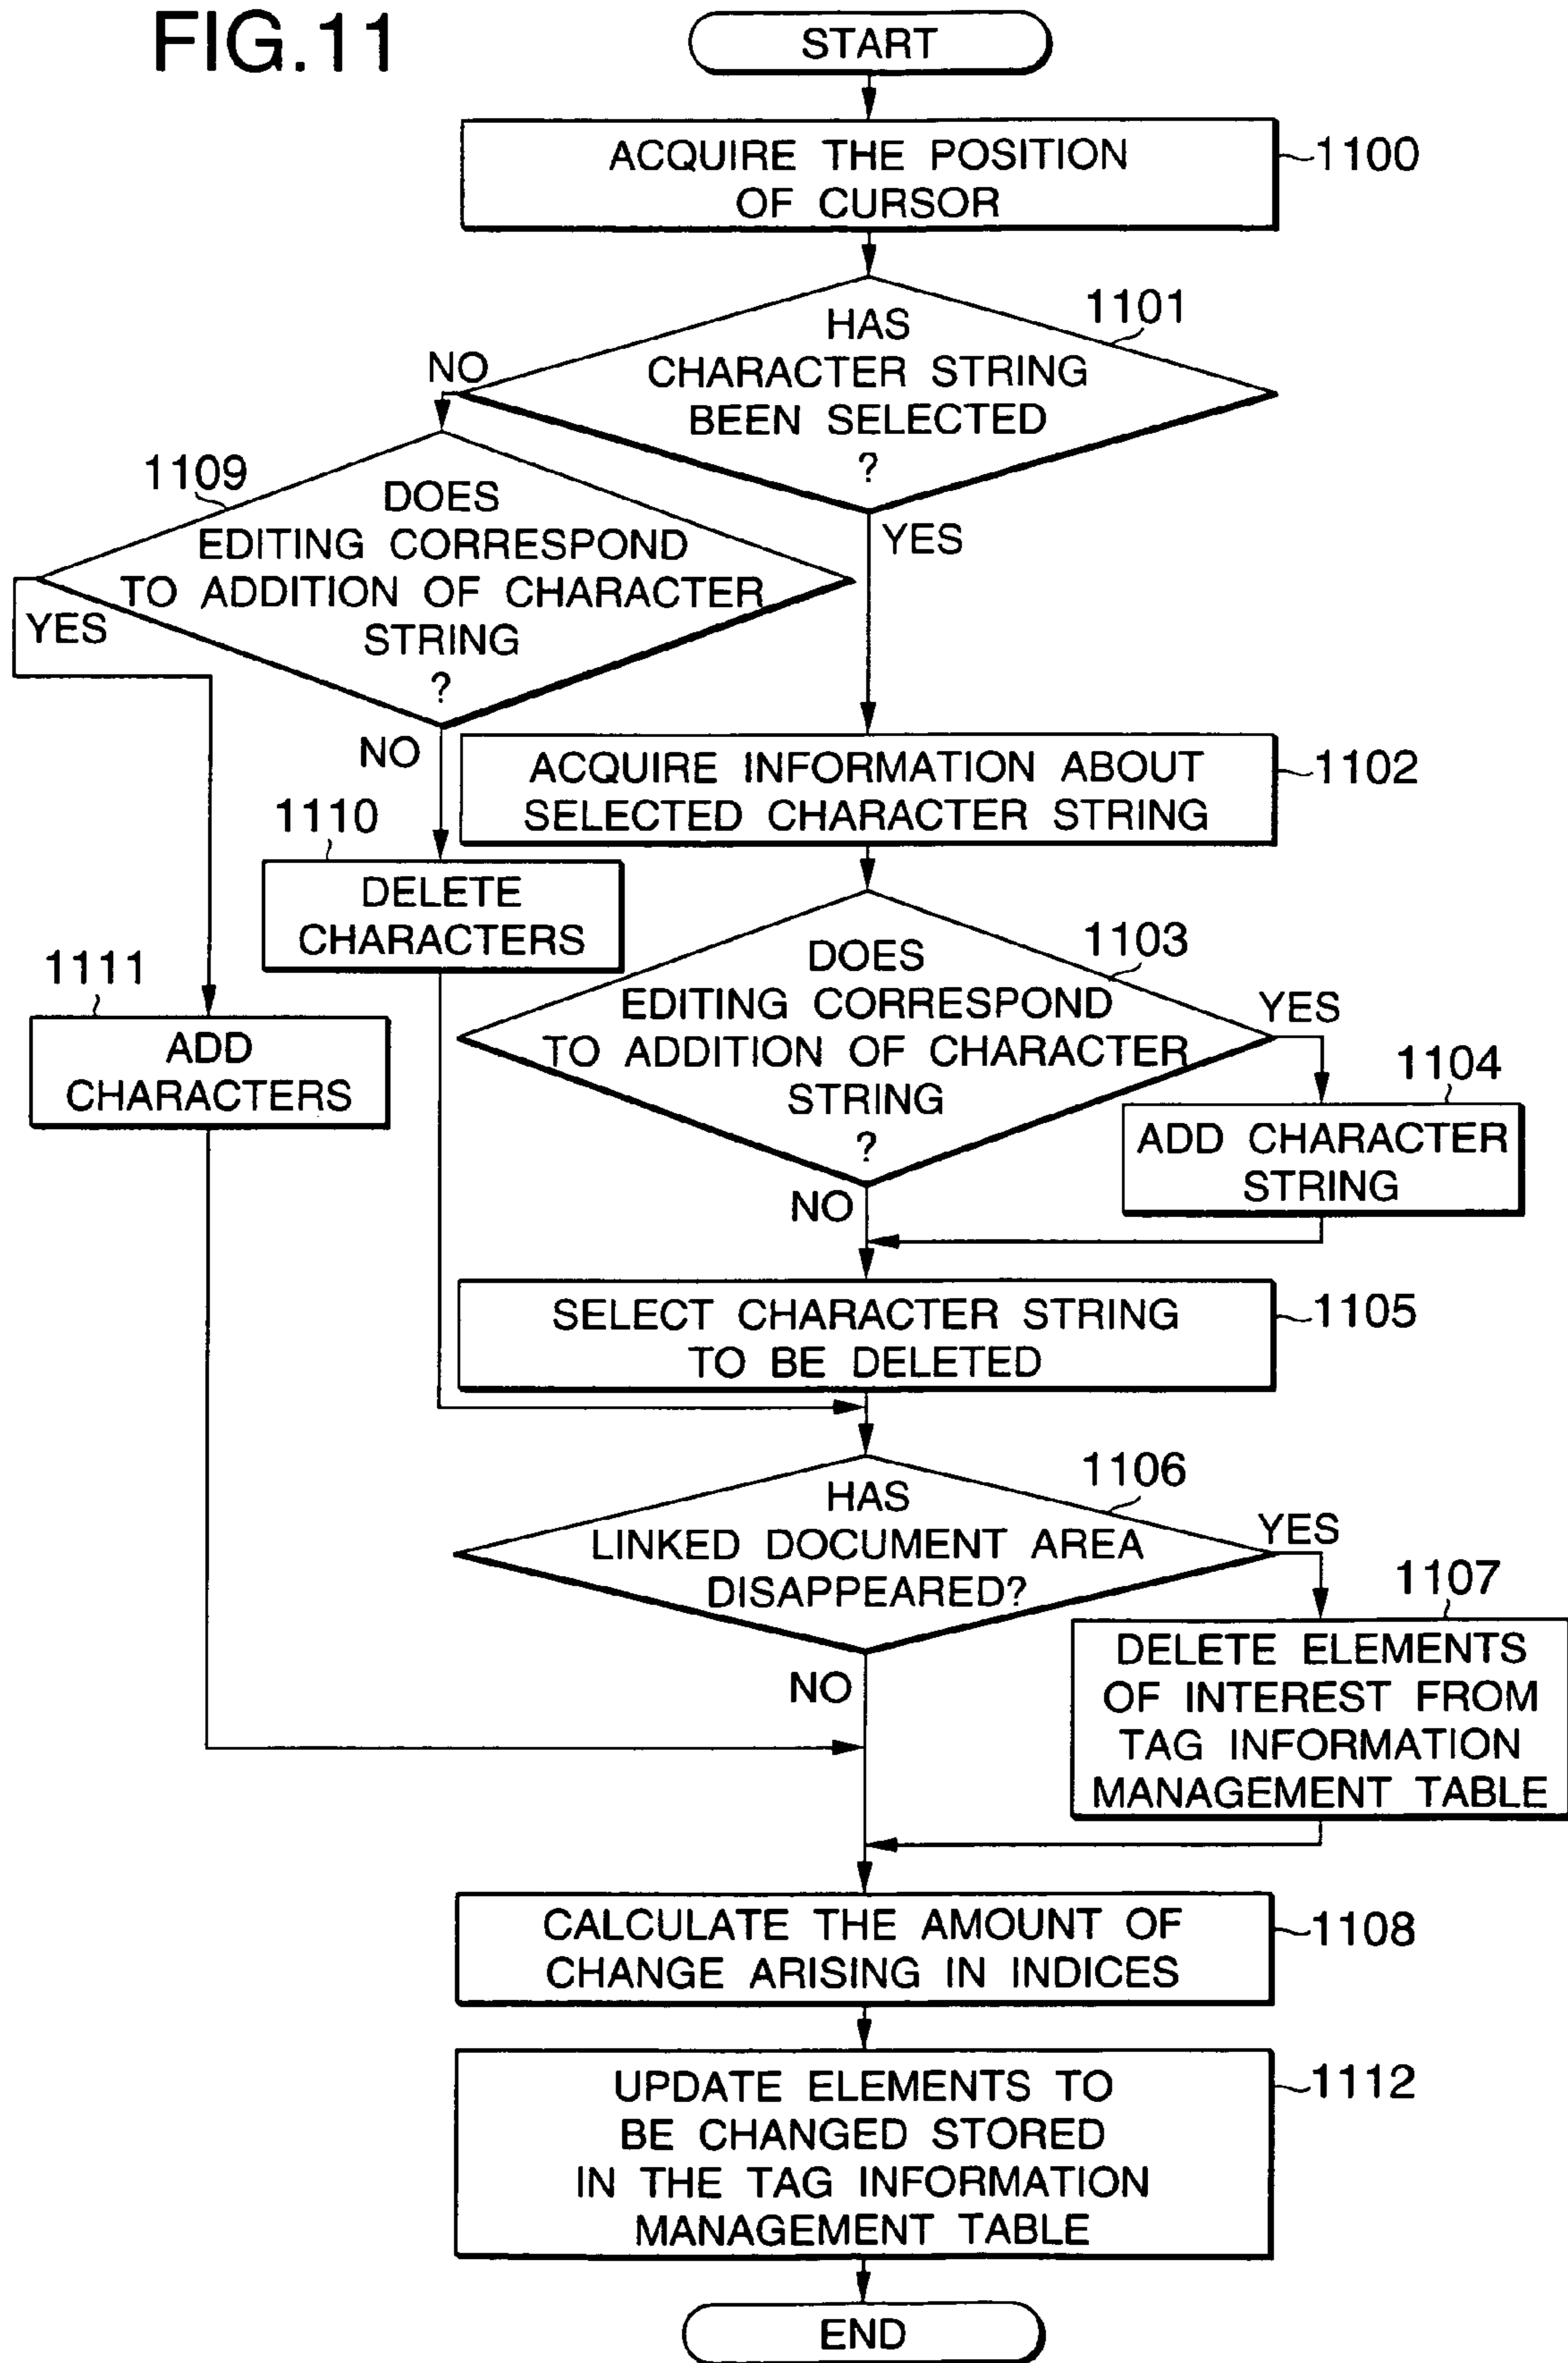 FIG.11
START
ACQUIRE THE POSITION
OF CURSOR
1100
HAS
CHARACTER STRING
BEEN SELECTED
?
1101
NO
YES
1109
DOES
EDITING CORRESPOND
TO ADDITION OF CHARACTER
STRING
?
YES
NO
ACQUIRE INFORMATION ABOUT
SELECTED CHARACTER STRING
1102
1110
DELETE
CHARACTERS
1111
ADD
CHARACTERS
1103
DOES
EDITING CORRESPOND
TO ADDITION OF CHARACTER
STRING
?
YES
NO
1104
ADD CHARACTER
STRING
SELECT CHARACTER STRING
TO BE DELETED
1105
1106
HAS
LINKED DOCUMENT AREA
DISAPPEARED?
YES
NO
1107
DELETE ELEMENTS
OF INTEREST FROM
TAG INFORMATION
MANAGEMENT TABLE
CALCULATE THE AMOUNT OF
CHANGE ARISING IN INDICES
1108
UPDATE ELEMENTS TO
BE CHANGED STORED
IN THE TAG INFORMATION
MANAGEMENT TABLE
1112
END